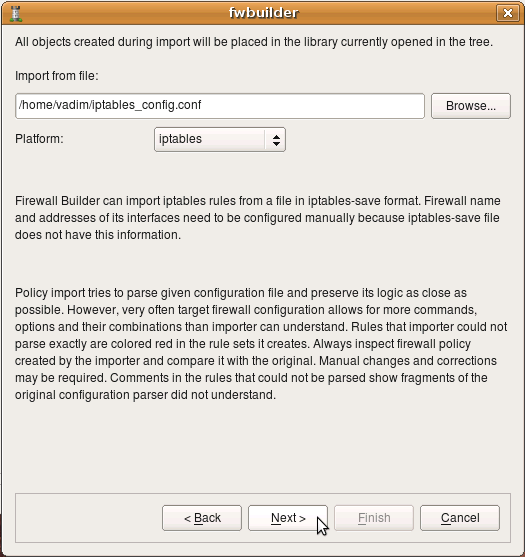 fwbuilder
All objects created during import will be placed in the library currently opened in the tree.
Import from file:
/home/vadim/iptables_config.conf
Browse...
Platform:
iptables
Firewall Builder can import iptables rules from a file in iptables-save format. Firewall name
and addresses of its interfaces need to be configured manually because iptables-save file
does not have this information.
Policy import tries to parse given configuration file and preserve its logic as close as
possible. However, very often target firewall configuration allows for more commands,
options and their combinations than importer can understand. Rules that importer could not
parse exactly are colored red in the rule sets it creates. Always inspect firewall policy
created by the importer and compare it with the original. Manual changes and corrections
may be required. Comments in the rules that could not be parsed show fragments of the
original configuration parser did not understand.
< Back
Next >
Finish
Cancel